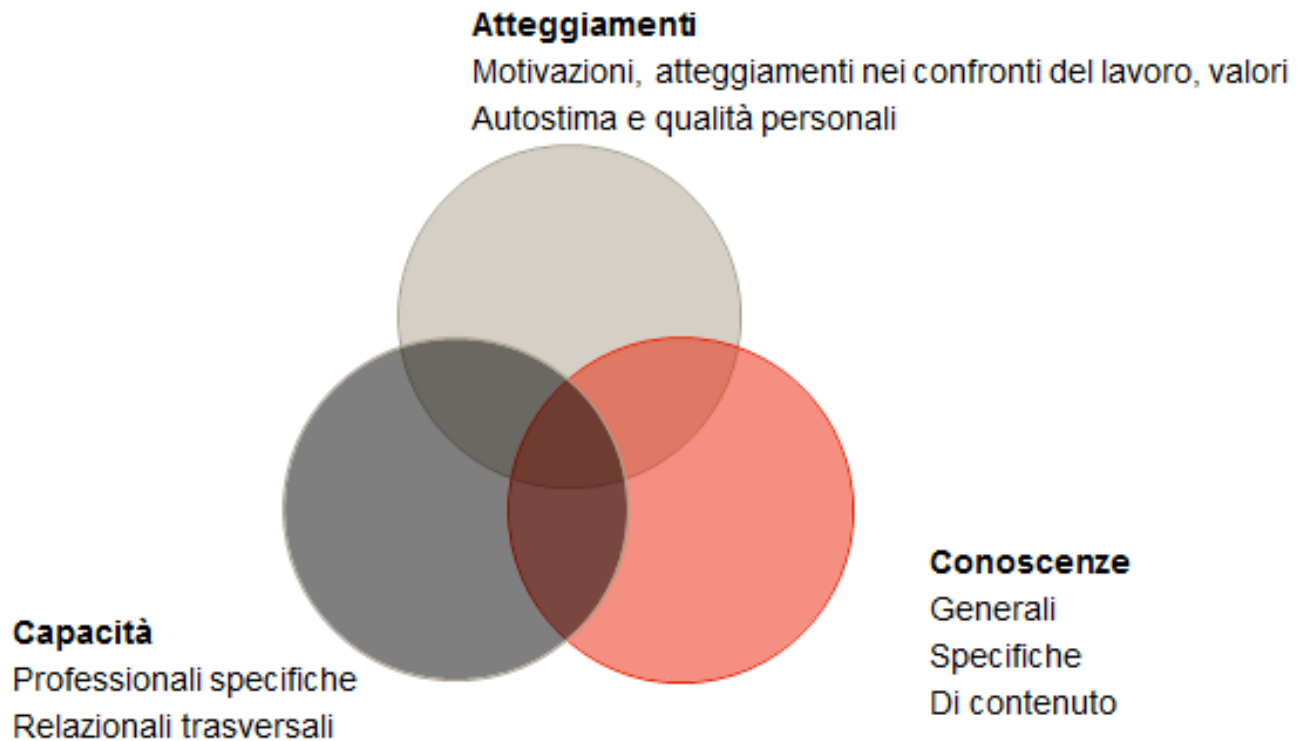 Atteggiamenti
Motivazioni, atteggiamenti nei confronti del lavoro, valori
Autostima e qualità personali
Conoscenze
Generali
Specifiche
Di contenuto
Capacità
Professionali specifiche
Relazionali trasversali